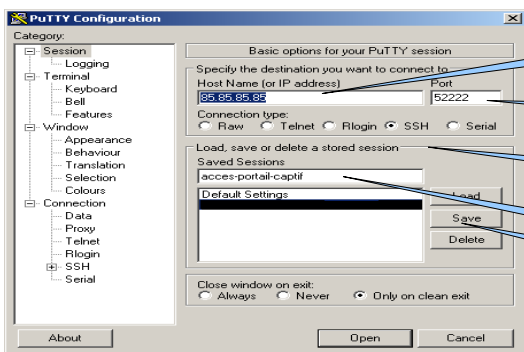 PuTTY Configuration
Category:
Session
Logging
Terminal
Keyboard
Bell
Features
Window
Appearance
Behaviour
Translation
Selection
Colours
Connection
Data
Proxy
Telnet
Rlogin
SSH
Serial
Basic options for your PuTTY session
Specify the destination you want to connect to
Host Name (or IP address) Port
85.85.85.85 52222
Connection type:
Raw Telnet Rlogin SSH Serial
Load, save or delete a stored session
Saved Sessions
acces-portail-captif
Default Settings
Load
Save
Delete
Close window on exit:
Always Never Only on clean exit
About Open Cancel